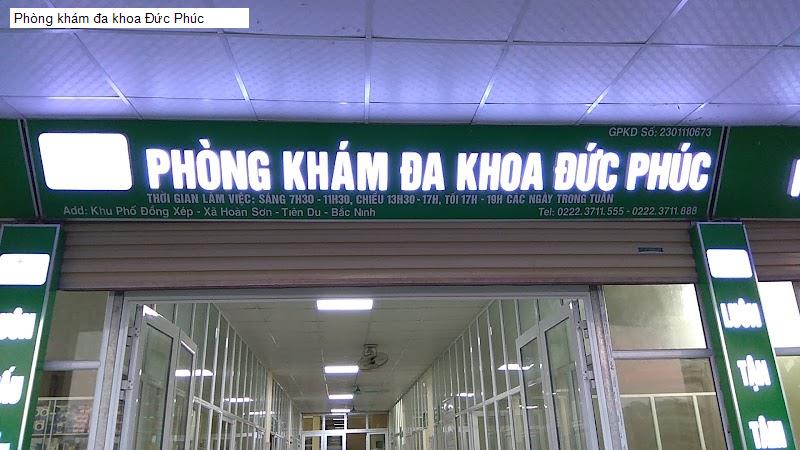 Phòng khám đa khoa Đức Phúc
GPKD Số: 2301110673
PHÒNG KHÁM ĐA KHOA ĐỨC PHÚC
THỜI GIAN LÀM VIỆC: SÁNG 7H30 - 11H30, CHIỀU 13H30 - 17H, TỐI 17H - 19H CÁC NGÀY TRONG TUẦN
Add: Khu Phố Đồng Xép - Xã Hoàn Sơn - Tiên Du - Bắc Ninh
Tel: 0222.3711.555 - 0222.3711.888
LUÔN
TẬN
TÂM